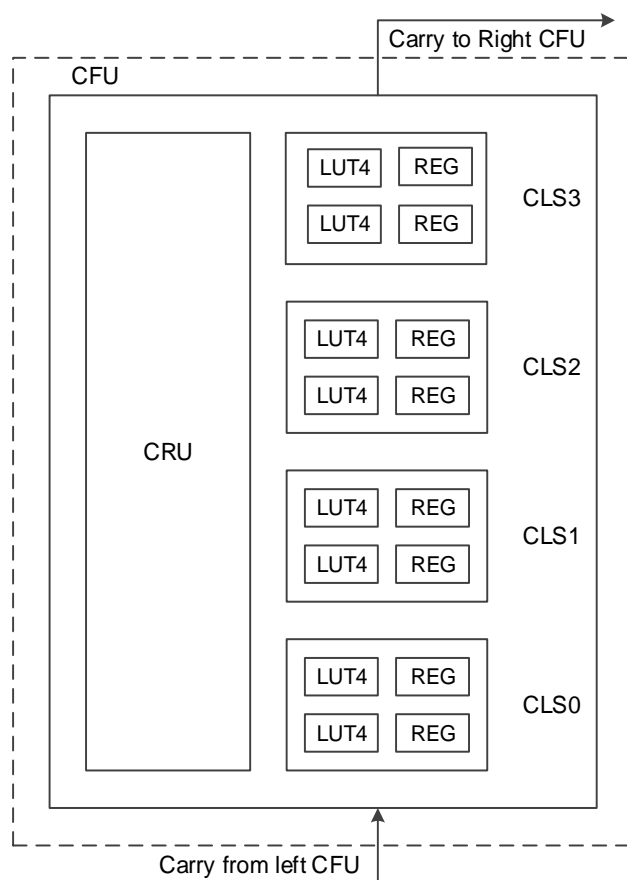 Carry to Right CFU
CFU
LUT4 REG
LUT4 REG
CLS3
LUT4 REG
LUT4 REG
CLS2
CRU
LUT4 REG
LUT4 REG
CLS1
LUT4 REG
LUT4 REG
CLS0
Carry from left CFU